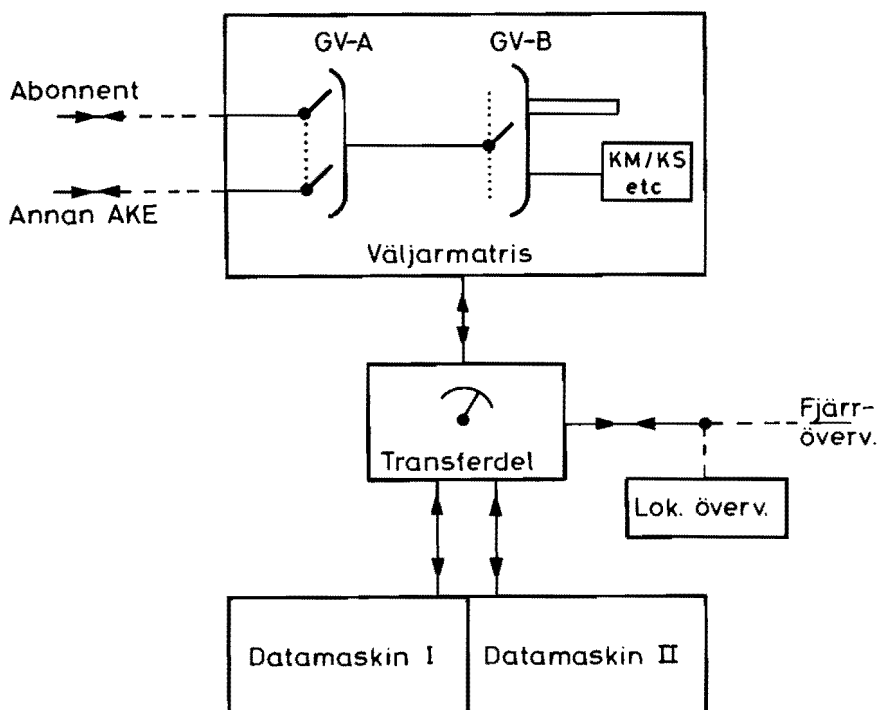 GV-A
GV-B
Abonnent
KM/KS
etc
Annan AKE
Väljarmatris
Fjärr-
överv.
Transferdel
Lok. överv.
Datamaskin I
Datamaskin II